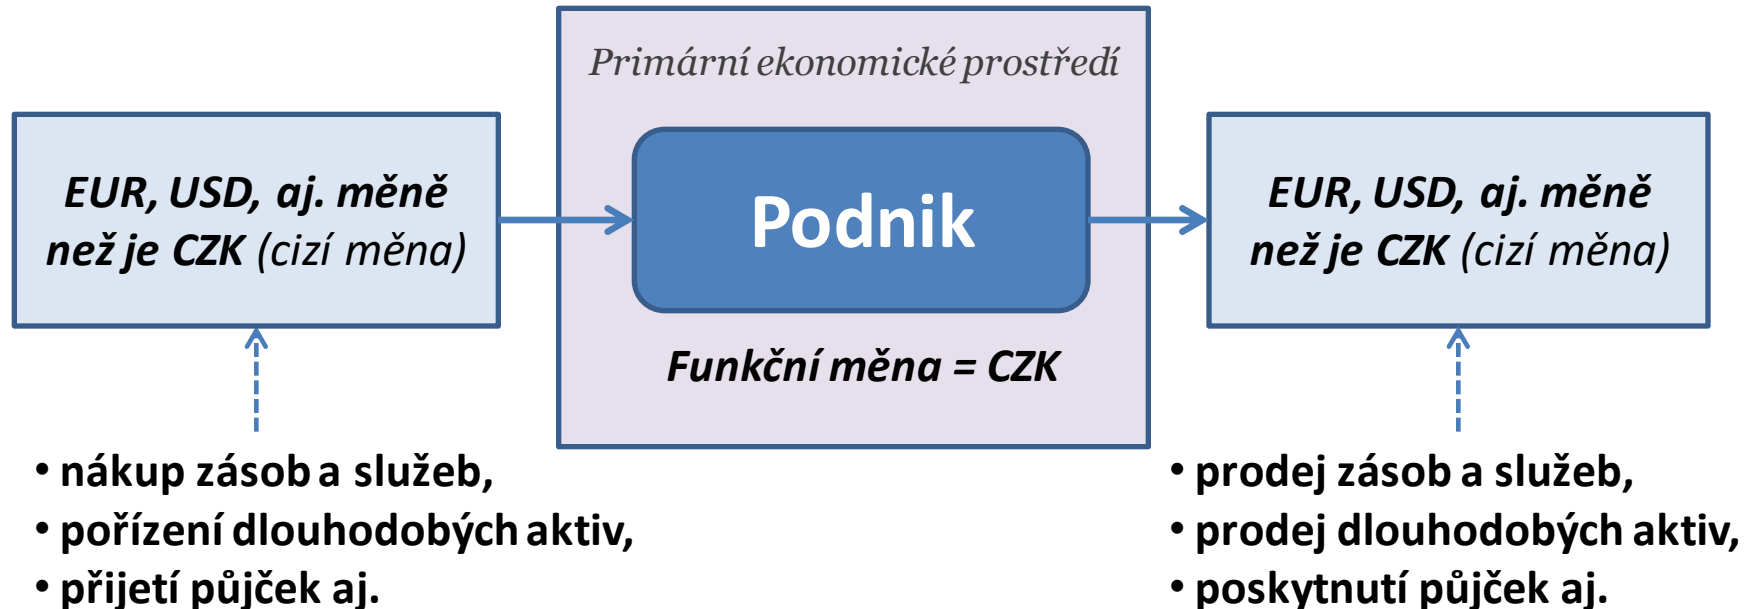 Primární ekonomické prostředí
EUR, USD, aj. měně
než je CZK (cizí měna)
Podnik
EUR, USD, aj. měně
než je CZK (cizí měna)
Funkční měna = CZK
• nákup zásob a služeb,
• pořízení dlouhodobých aktiv,
• přijetí půjček aj.
• prodej zásob a služeb,
• prodej dlouhodobých aktiv,
• poskytnutí půjček aj.